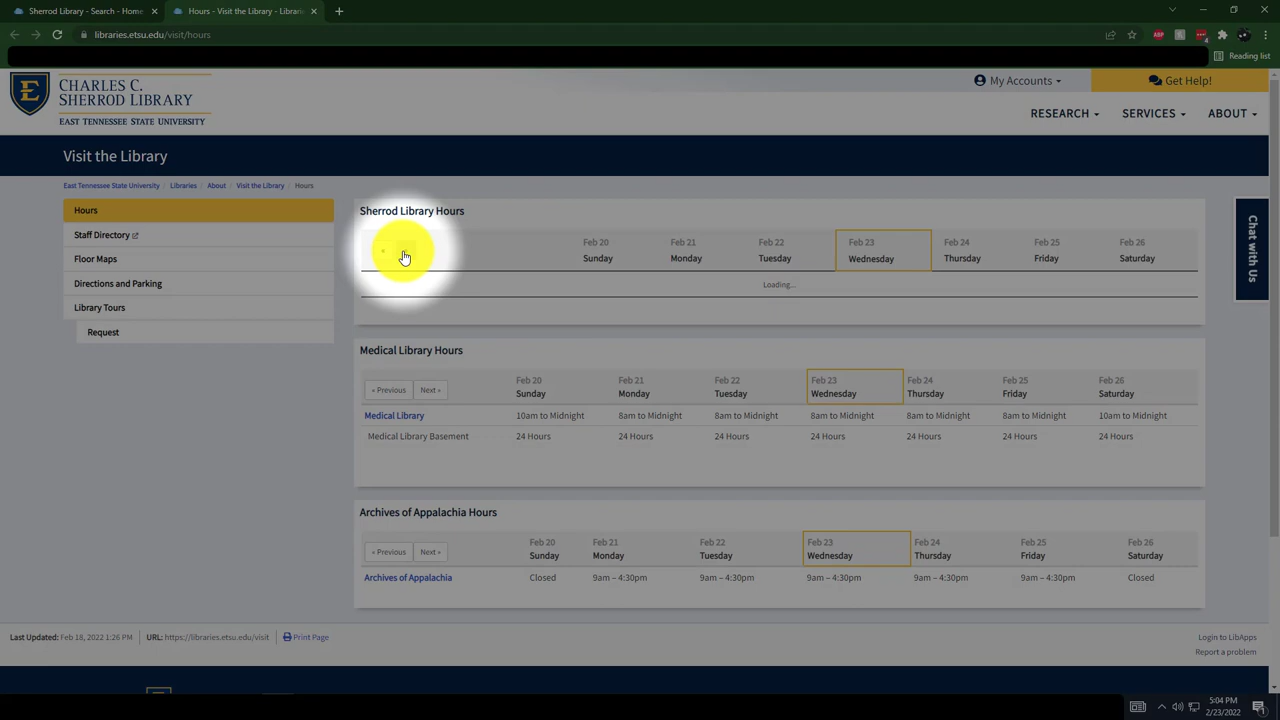 Sherrod Library - Search - Home
Hours - Visit the Library - Librari
libraries.etsu.edu/visit/hours
Reading list
CHARLES C.
SHERROD LIBRARY
EAST TENNESSEE STATE UNIVERSITY
My Accounts
Get Help!
RESEARCH
SERVICES
ABOUT
Visit the Library
East Tennessee State University / Libraries / About / Visit the Library / Hours
Hours
Staff Directory
Floor Maps
Directions and Parking
Library Tours
Request
Sherrod Library Hours
Feb 20 Feb 21 Feb 22 Feb 23 Feb 24 Feb 25 Feb 26
Sunday Monday Tuesday Wednesday Thursday Friday Saturday
Loading...
Medical Library Hours
Feb 20 Feb 21 Feb 22 Feb 23 Feb 24 Feb 25 Feb 26
« Previous Next » Sunday Monday Tuesday Wednesday Thursday Friday Saturday
Medical Library 10am to Midnight 8am to Midnight 8am to Midnight 8am to Midnight 8am to Midnight 8am to Midnight 10am to Midnight
Medical Library Basement 24 Hours 24 Hours 24 Hours 24 Hours 24 Hours 24 Hours 24 Hours
Archives of Appalachia Hours
Feb 20 Feb 21 Feb 22 Feb 23 Feb 24 Feb 25 Feb 26
« Previous Next » Sunday Monday Tuesday Wednesday Thursday Friday Saturday
Archives of Appalachia Closed 9am – 4:30pm 9am – 4:30pm 9am – 4:30pm 9am – 4:30pm 9am – 4:30pm Closed
Chat with Us
Last Updated: Feb 18, 2022 1:26 PM URL: https://libraries.etsu.edu/visit Print Page
Login to LibApps
Report a problem
5:04 PM
2/23/2022